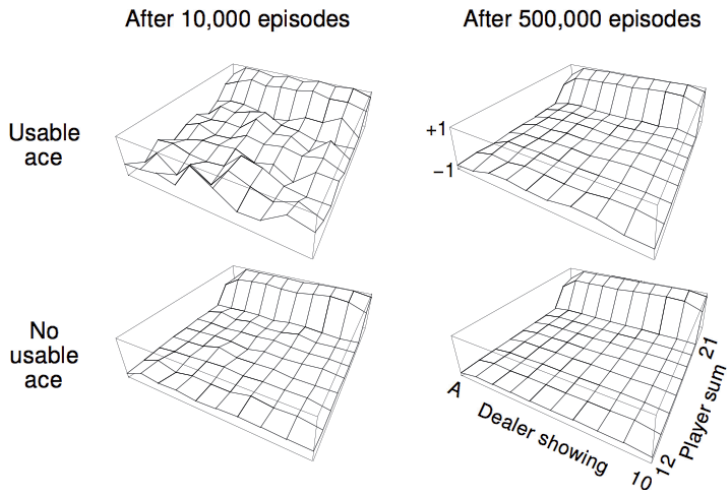 After 10,000 episodes
After 500,000 episodes
Usable
ace
+1
−1
No
usable
ace
A
Dealer showing
10
12
Player sum
21